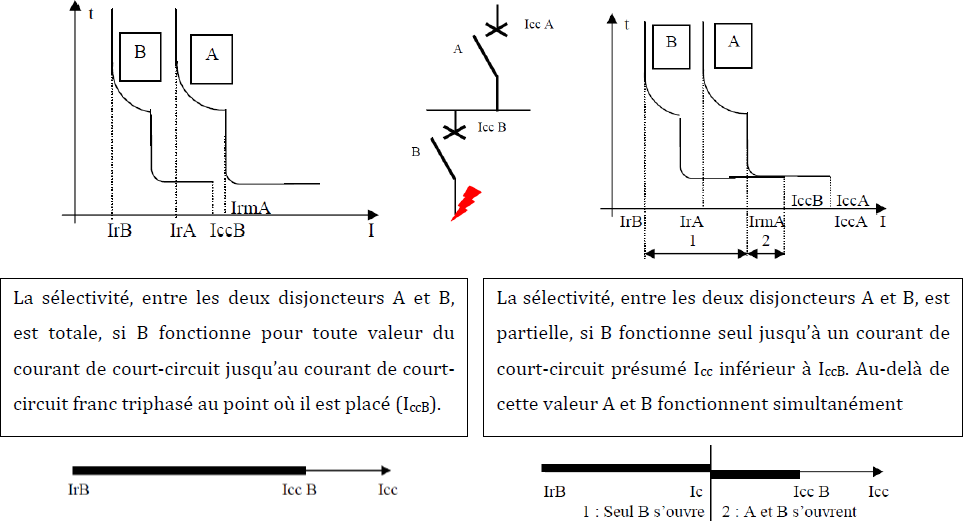 t
B
A
IrmA
IrB
IrA
IccB
I
Icc A
A
Icc B
B
t
B
A
IccB
IccA
IrB
IrA
IrmA
IccA
I
1
2
La sélectivité, entre les deux disjoncteurs A et B,
est totale, si B fonctionne pour toute valeur du
courant de court-circuit jusqu’au courant de court-
circuit franc triphasé au point où il est placé (IccB).
La sélectivité, entre les deux disjoncteurs A et B, est
partielle, si B fonctionne seul jusqu’à un courant de
court-circuit présumé Icc inférieur à IccB. Au-delà de
cette valeur A et B fonctionnent simultanément
IrB
Icc B
Icc
IrB
Ic
Icc B
Icc
1 : Seul B s’ouvre
2 : A et B s’ouvrent